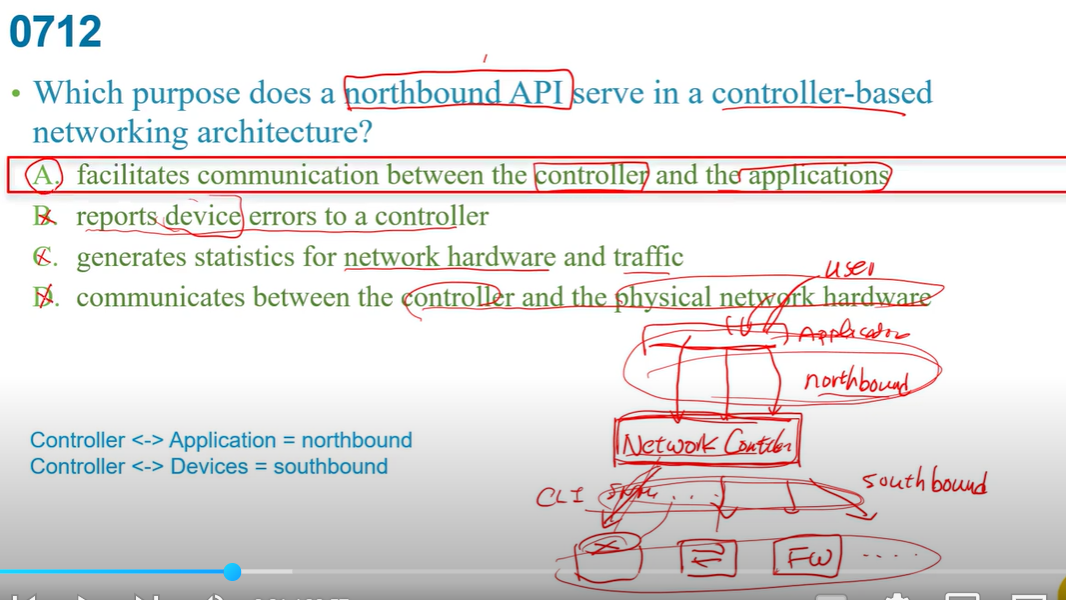 0712
• Which purpose does a northbound API serve in a controller-based
networking architecture?
A. facilitates communication between the controller and the applications
B. reports device errors to a controller
C. generates statistics for network hardware and traffic
D. communicates between the controller and the physical network hardware
user
northbound
Controller <-> Application = northbound
Controller <-> Devices = southbound
Network
southbound
CLI
FW